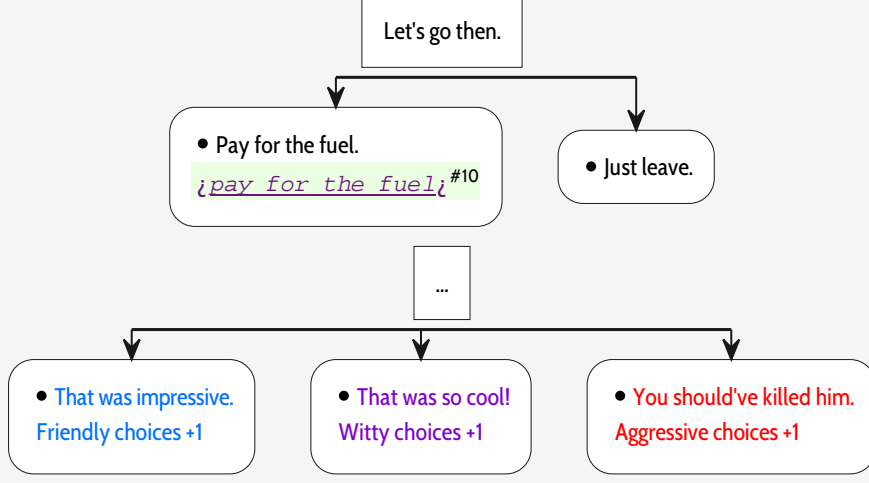 Let's go then.
• Pay for the fuel.
¿pay for the fuel¿#10
• Just leave.
...
• That was impressive.
Friendly choices +1
• That was so cool!
Witty choices +1
• You should've killed him.
Aggressive choices +1